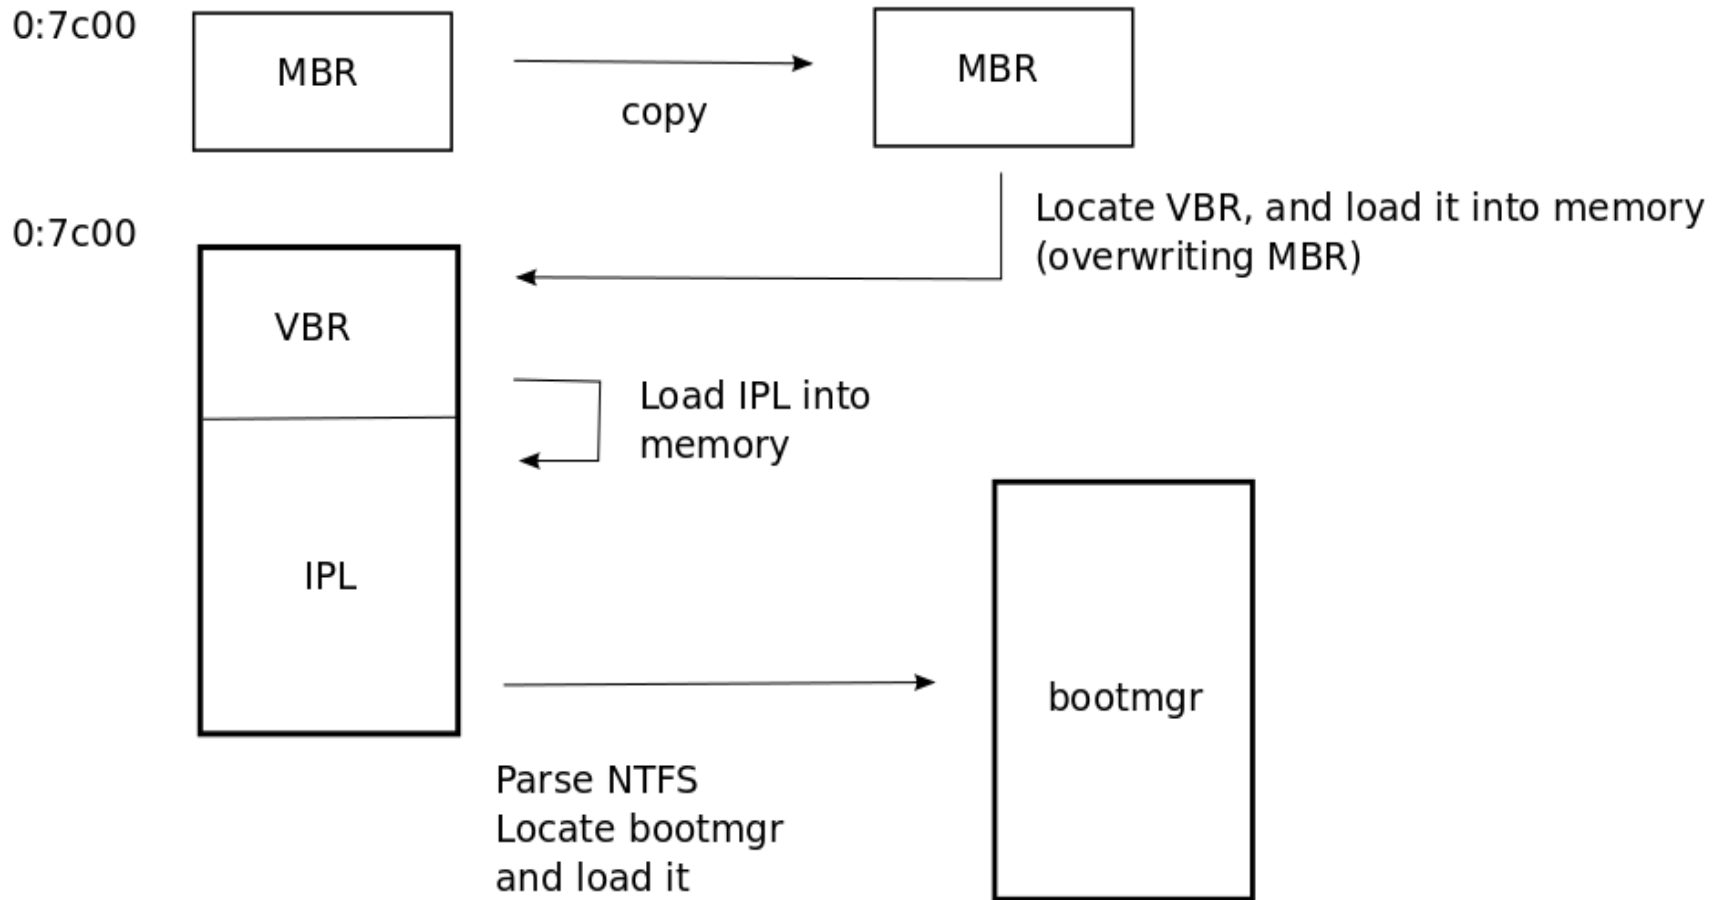 0:7c00
MBR
copy
MBR
Locate VBR, and load it into memory
(overwriting MBR)
0:7c00
VBR
Load IPL into
memory
IPL
bootmgr
Parse NTFS
Locate bootmgr
and load it